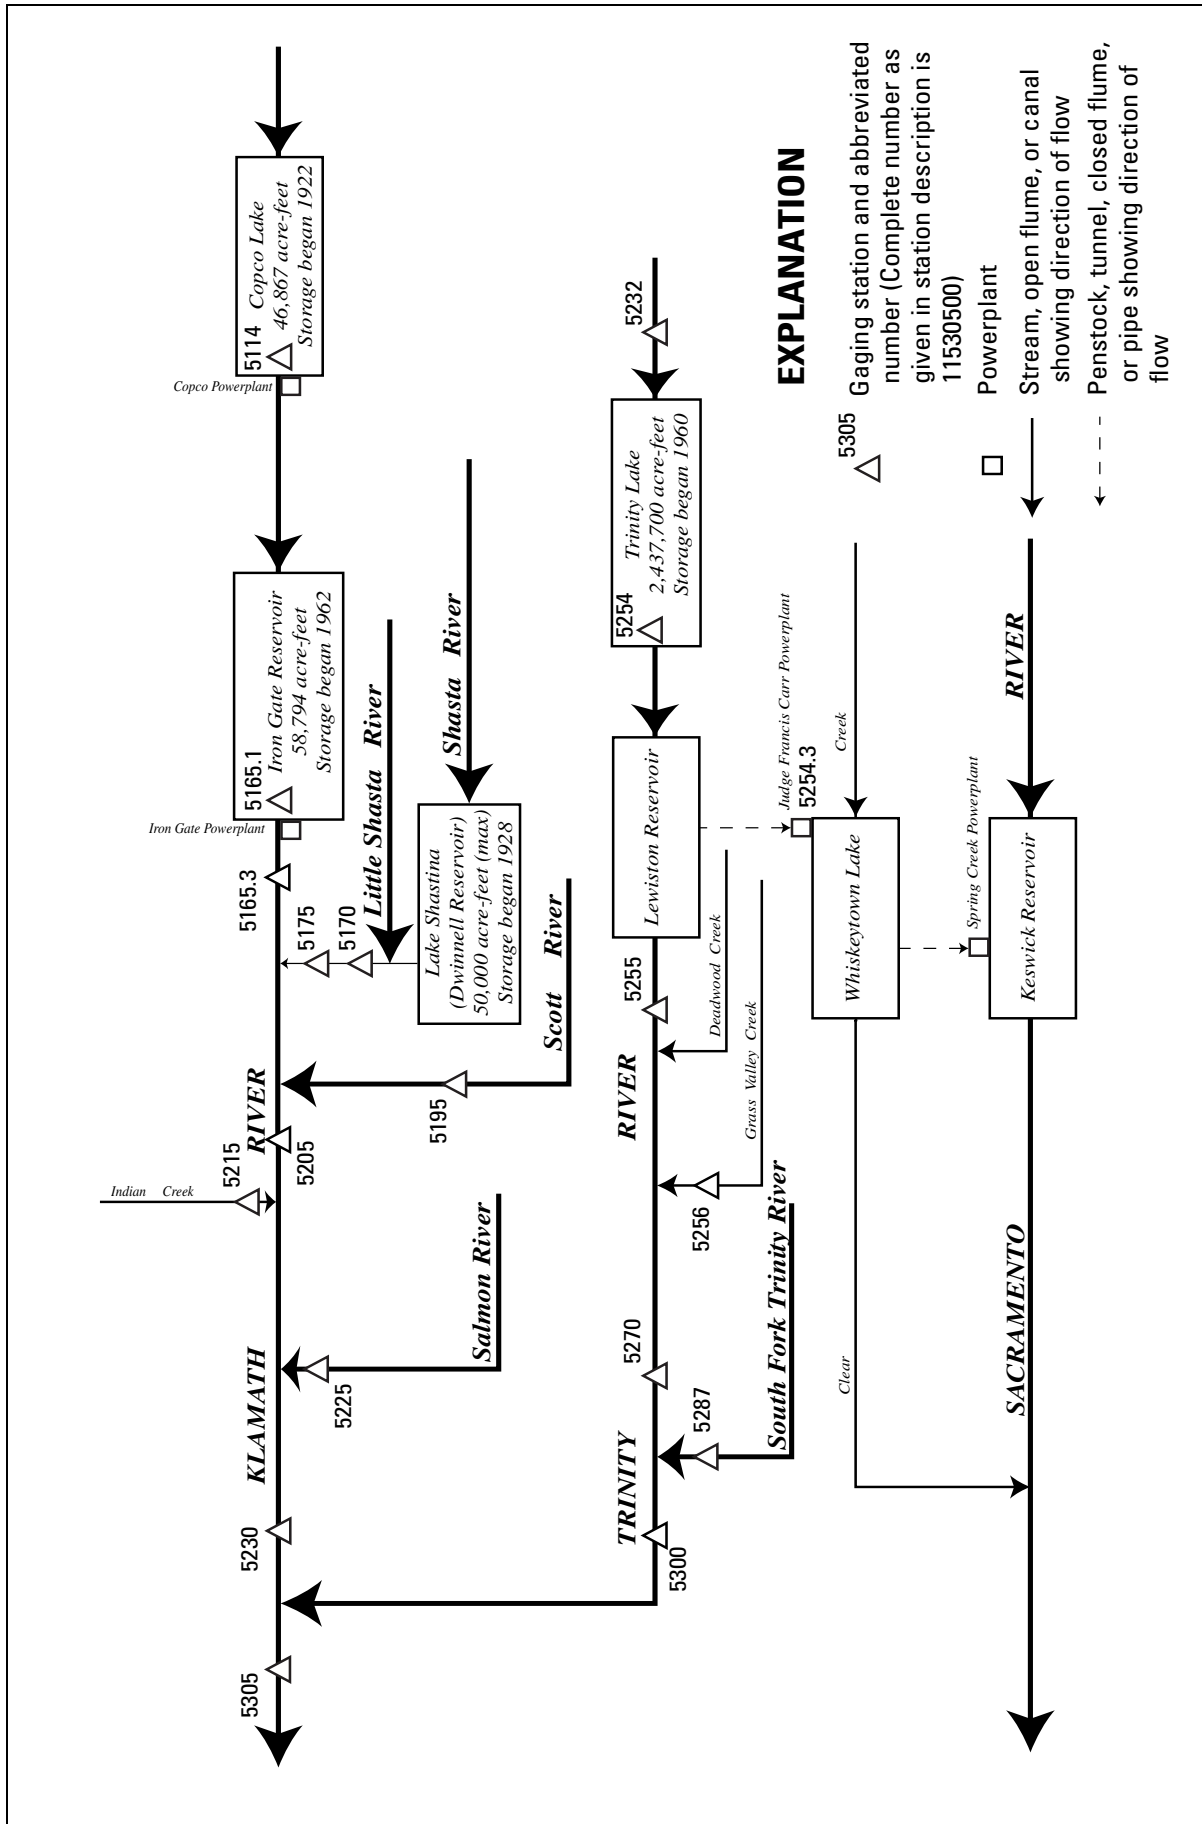 5114
Copco Lake
46,867 acre-feet
Storage began 1922
Copco Powerplant
5165.1
Iron Gate Reservoir
58,794 acre-feet
Storage began 1962
Iron Gate Powerplant
5165.3
5175
5170
Little Shasta River
Shasta River
Lake Shastina
(Dwinnell Reservoir)
50,000 acre-feet (max)
Storage began 1928
Scott River
5195
5205
5215
Indian Creek
KLAMATH RIVER
Salmon River
5225
5230
5305
5232
5254
Trinity Lake
2,437,700 acre-feet
Storage began 1960
Lewiston Reservoir
5255
Deadwood Creek
Grass Valley Creek
5256
TRINITY RIVER
5270
5287
South Fork Trinity River
5300
Judge Francis Carr Powerplant
5254.3
Clear Creek
Whiskeytown Lake
Spring Creek Powerplant
Keswick Reservoir
SACRAMENTO RIVER
EXPLANATION
5305
Gaging station and abbreviated
number (Complete number as
given in station description is
11530500)
Powerplant
Stream, open flume, or canal
showing direction of flow
Penstock, tunnel, closed flume,
or pipe showing direction of
flow